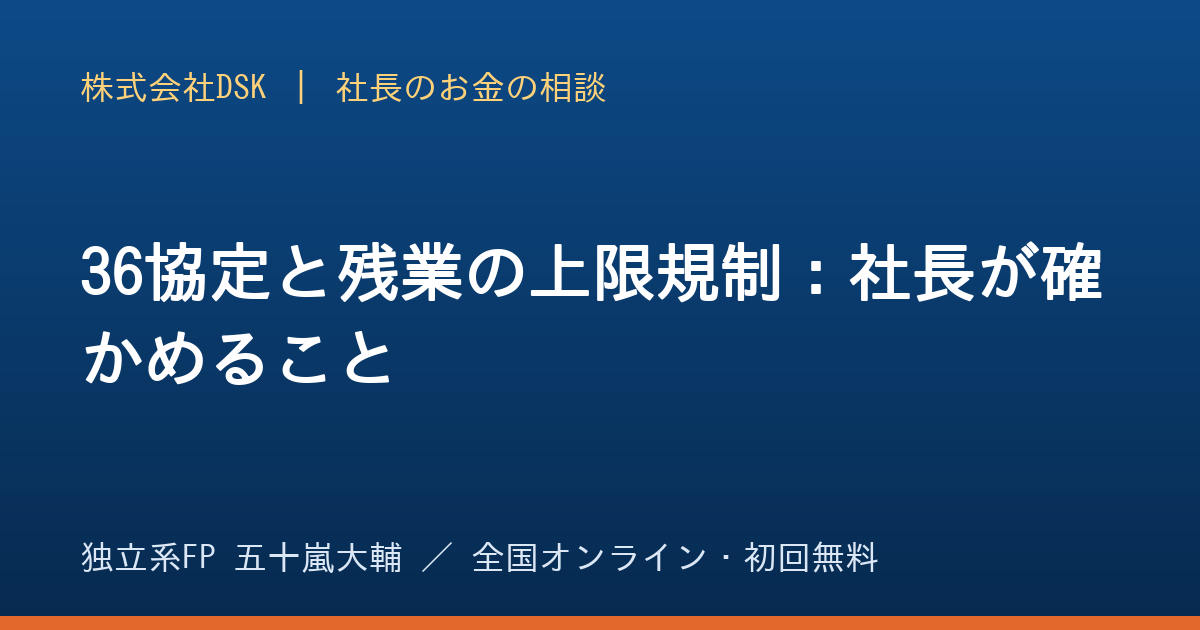 株式会社DSK ｜ 社長のお金の相談
36協定と残業の上限規制：社長が確
かめること
独立系FP 五十嵐大輔 ／ 全国オンライン・初回無料